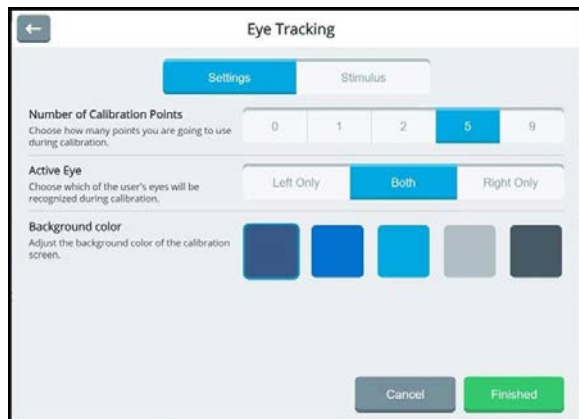 Eye Tracking
Settings Stimulus
Number of Calibration Points
Choose how many points you are going to use
during calibration.
0 1 2 5 9
Active Eye
Choose which of the user's eyes will be
recognized during calibration.
Left Only Both Right Only
Background color
Adjust the background color of the calibration
screen.
Cancel Finished